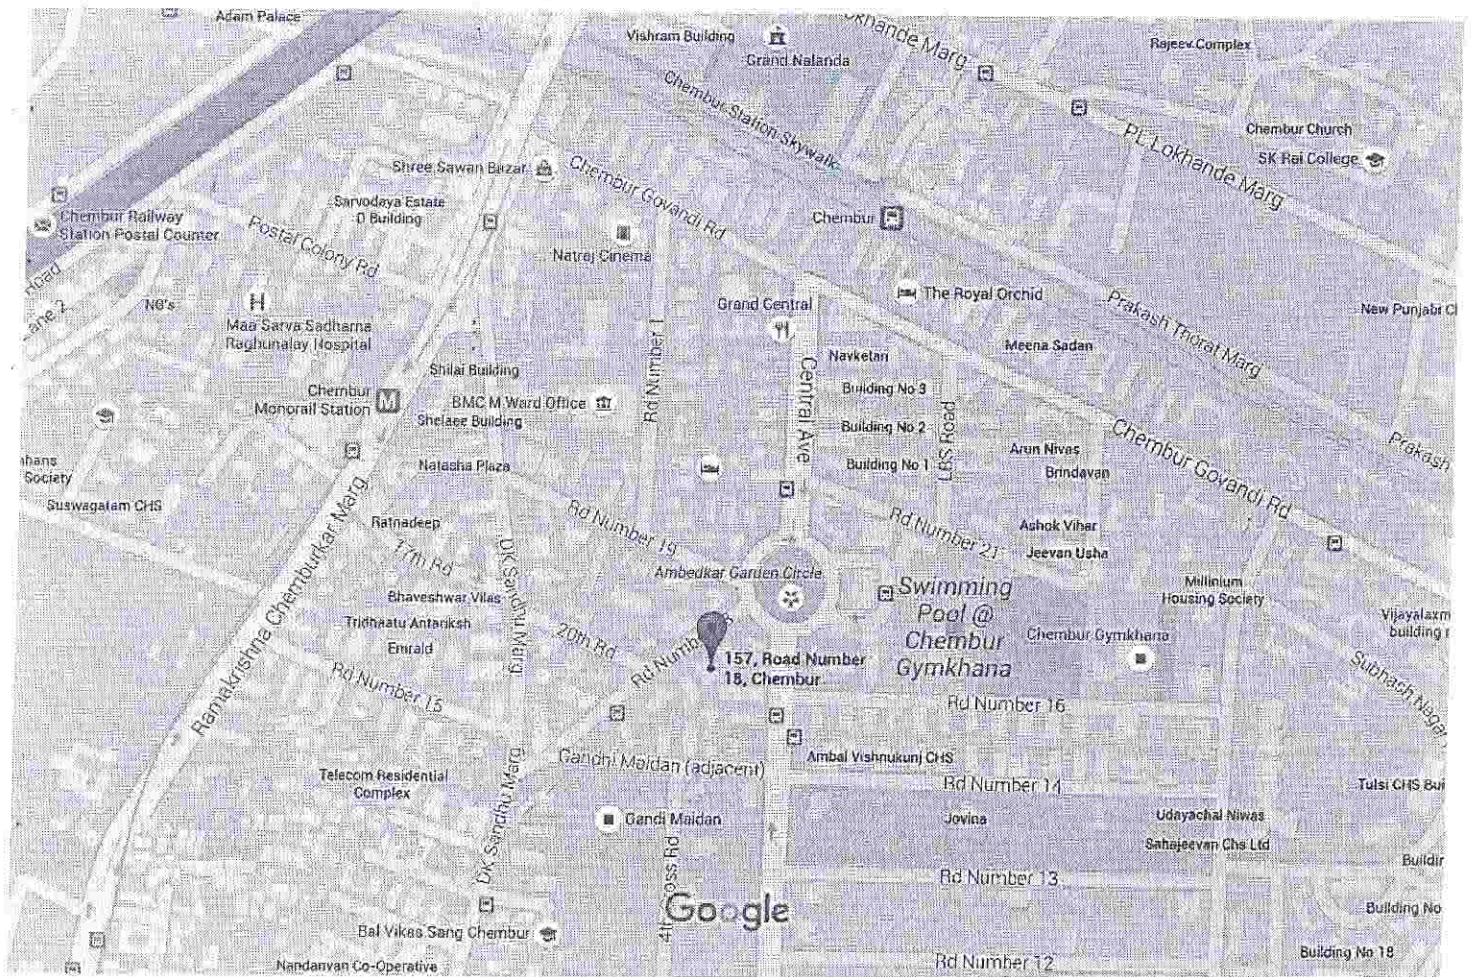 Adam Palace
Vishram Building
Grand Nalanda
Lokhande Marg
Rajeev Complex
Chembur Station Skywalk
Chembur Church
SK Rai College
PL Lokhande Marg
Shree Sawan Bazar
Chembur Govandi Rd
Sarvodaya Estate
D Building
Chembur
Chembur Railway
Station Postal Counter
Postal Colony Rd
Natraj Cinema
Road
NG's
Maa Sarva Sadharna
Raghunalay Hospital
Grand Central
The Royal Orchid
Prakash Thorat Marg
New Punjabi
Meena Sadan
Navketan
Shilai Building
Rd Number 1
Central Ave
Building No 3
Chembur
Monorail Station
BMC M Ward Office
Building No 2
LBS Road
Chembur Govandi Rd
Prakash
Arun Nivas
Natasha Plaza
Building No 1
Brindavan
Society
Suswagatam CHS
Ramakrishna Chemburkar Marg
Ratnadeep
Rd Number 19
Rd Number 21
Ashok Vihar
17th Rd
Jeevan Usha
DK Sandhu Marg
Ambedkar Garden Circle
Swimming
Pool @
Chembur
Gymkhana
Millinium
Housing Society
Bhaveshwar Vilas
Tridhaatu Antariksh
Emrald
20th Rd
Chembur Gymkhana
157, Road Number
18, Chembur
Rd Number 15
Rd Number 16
Gandhi Maidan (adjacent)
Ambal Vishnukunj CHS
Telecom Residential
Complex
DK Sandhu Marg
Rd Number 14
Gandi Maidan
Jovina
Udayachal Niwas
Sahajeevan Chs Ltd
Rd Number 13
Google
Building No
Bal Vikas Sang Chembur
Building No 18
Nandanvan Co-Operative
Rd Number 12